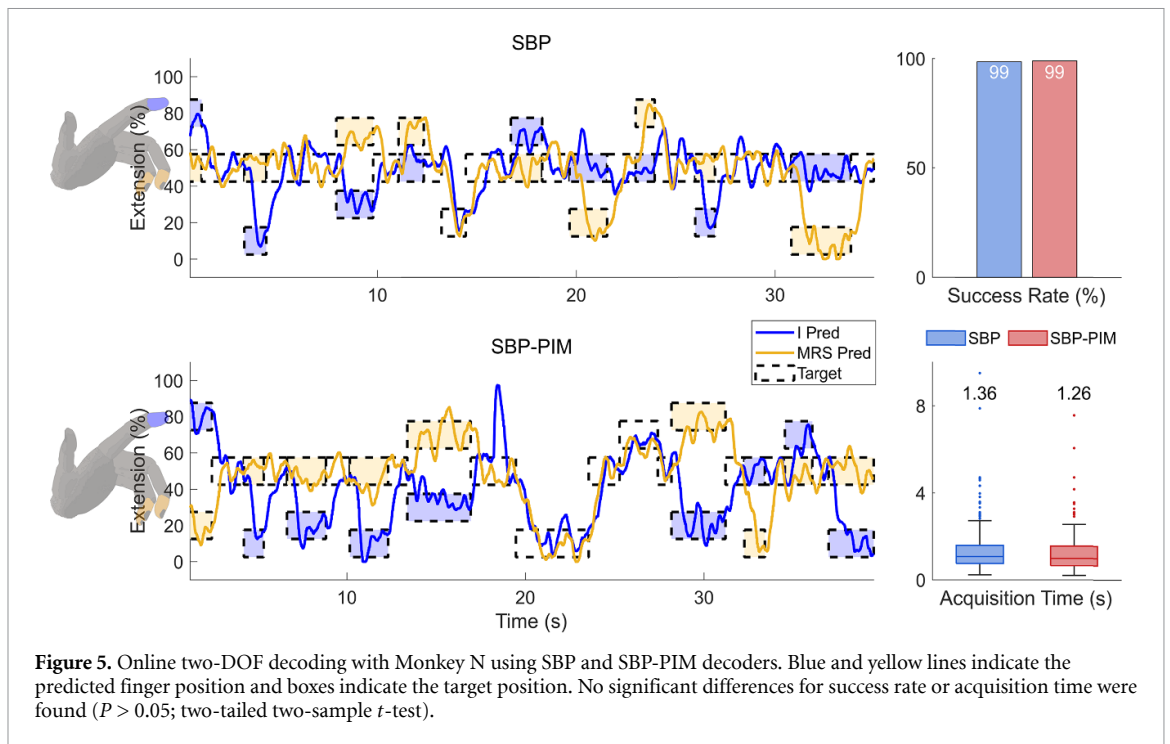 SBP
100
80
60
40
20
0
Extension (%)
10
20
30
100
50
0
99
99
Success Rate (%)
SBP-PIM
I Pred
MRS Pred
Target
100
80
60
40
20
0
Extension (%)
10
20
30
Time (s)
SBP
SBP-PIM
8
4
0
1.36
1.26
Acquisition Time (s)
Figure 5. Online two-DOF decoding with Monkey N using SBP and SBP-PIM decoders. Blue and yellow lines indicate the
predicted finger position and boxes indicate the target position. No significant differences for success rate or acquisition time were
found (P > 0.05; two-tailed two-sample t-test).